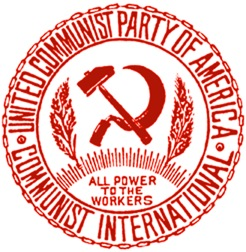 UNITED COMMUNIST PARTY OF AMERICA
ALL POWER
TO THE
WORKERS
COMMUNIST INTERNATIONAL